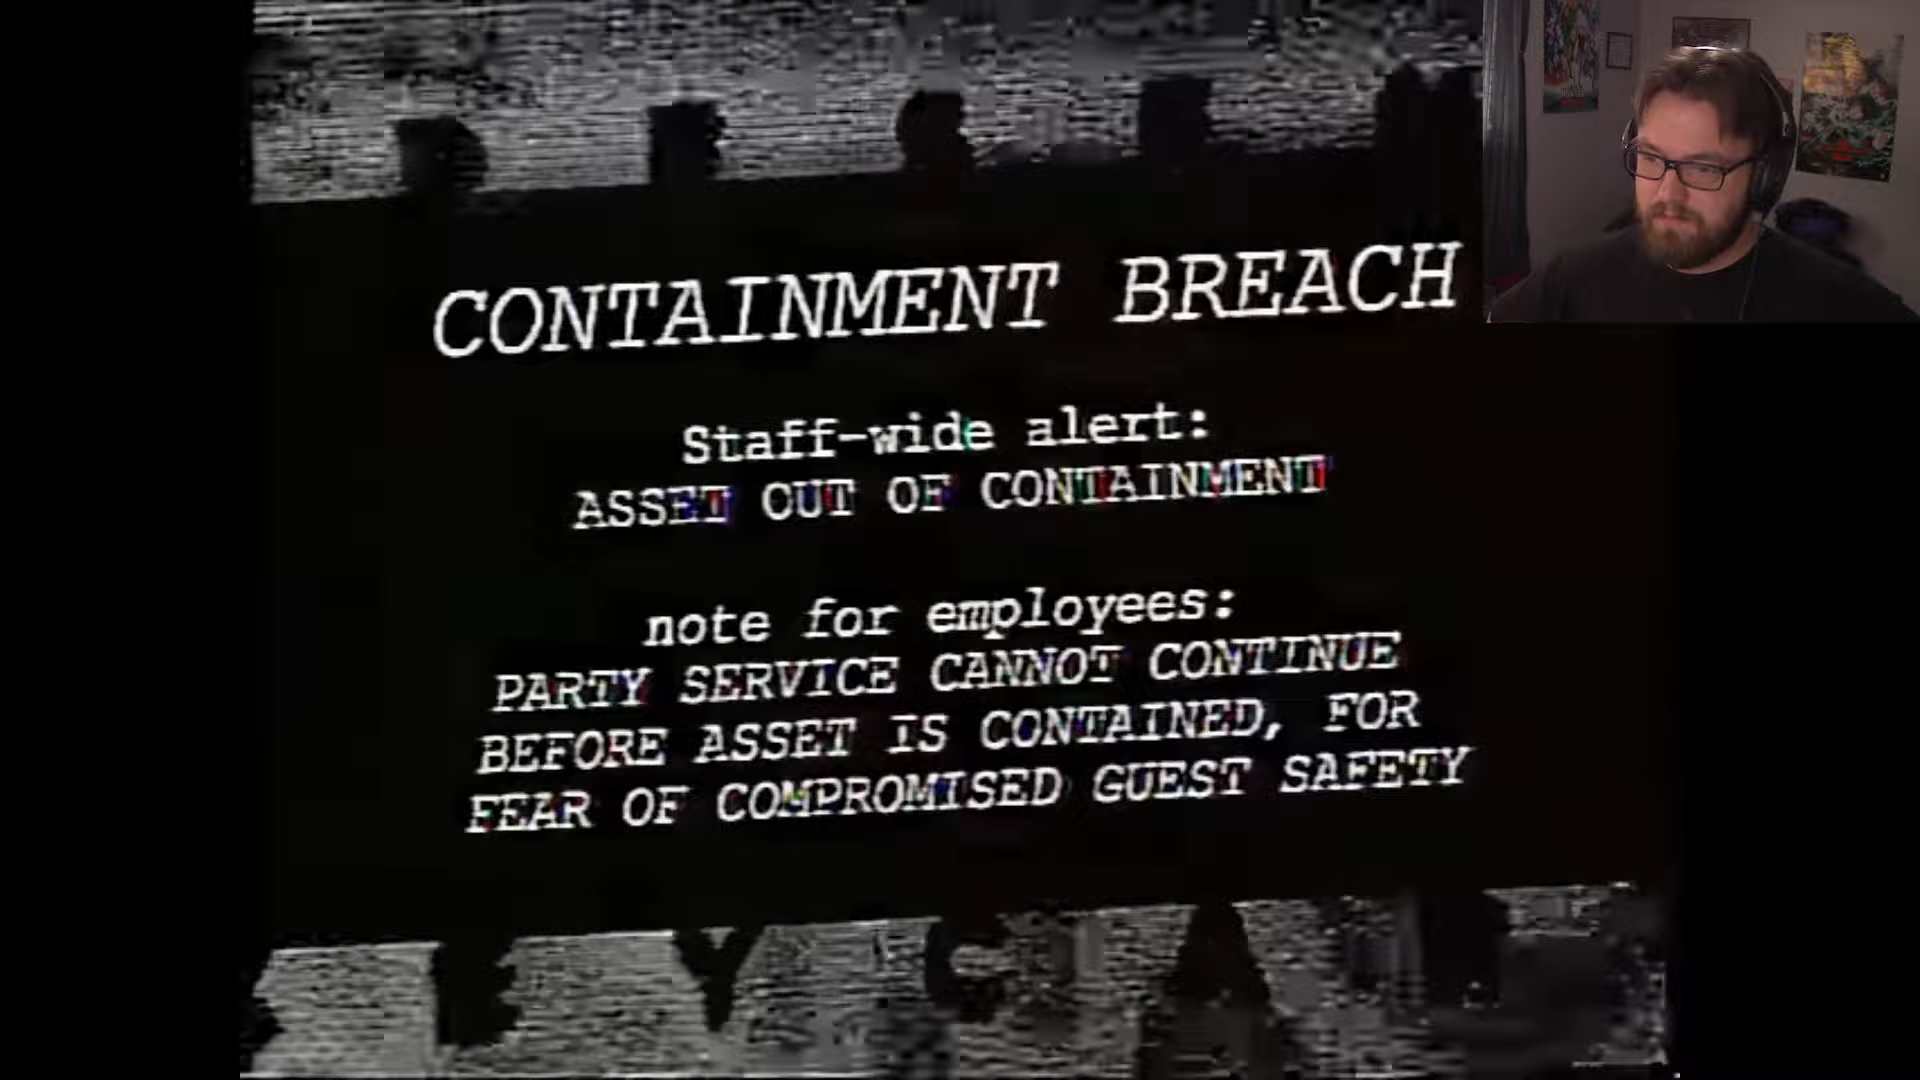 CONTAINMENT BREACH
Staff-wide alert:
ASSET OUT OF CONTAINMENT
note for employees:
PARTY SERVICE CANNOT CONTINUE
BEFORE ASSET IS CONTAINED, FOR
FEAR OF COMPROMISED GUEST SAFETY